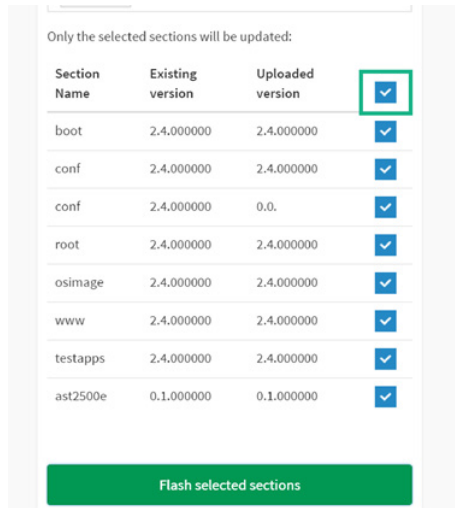 Only the selected sections will be updated:
Section Name Existing version Uploaded version
boot 2.4.000000 2.4.000000
conf 2.4.000000 2.4.000000
conf 2.4.000000 0.0.
root 2.4.000000 2.4.000000
osimage 2.4.000000 2.4.000000
www 2.4.000000 2.4.000000
testapps 2.4.000000 2.4.000000
ast2500e 0.1.000000 0.1.000000
Flash selected sections